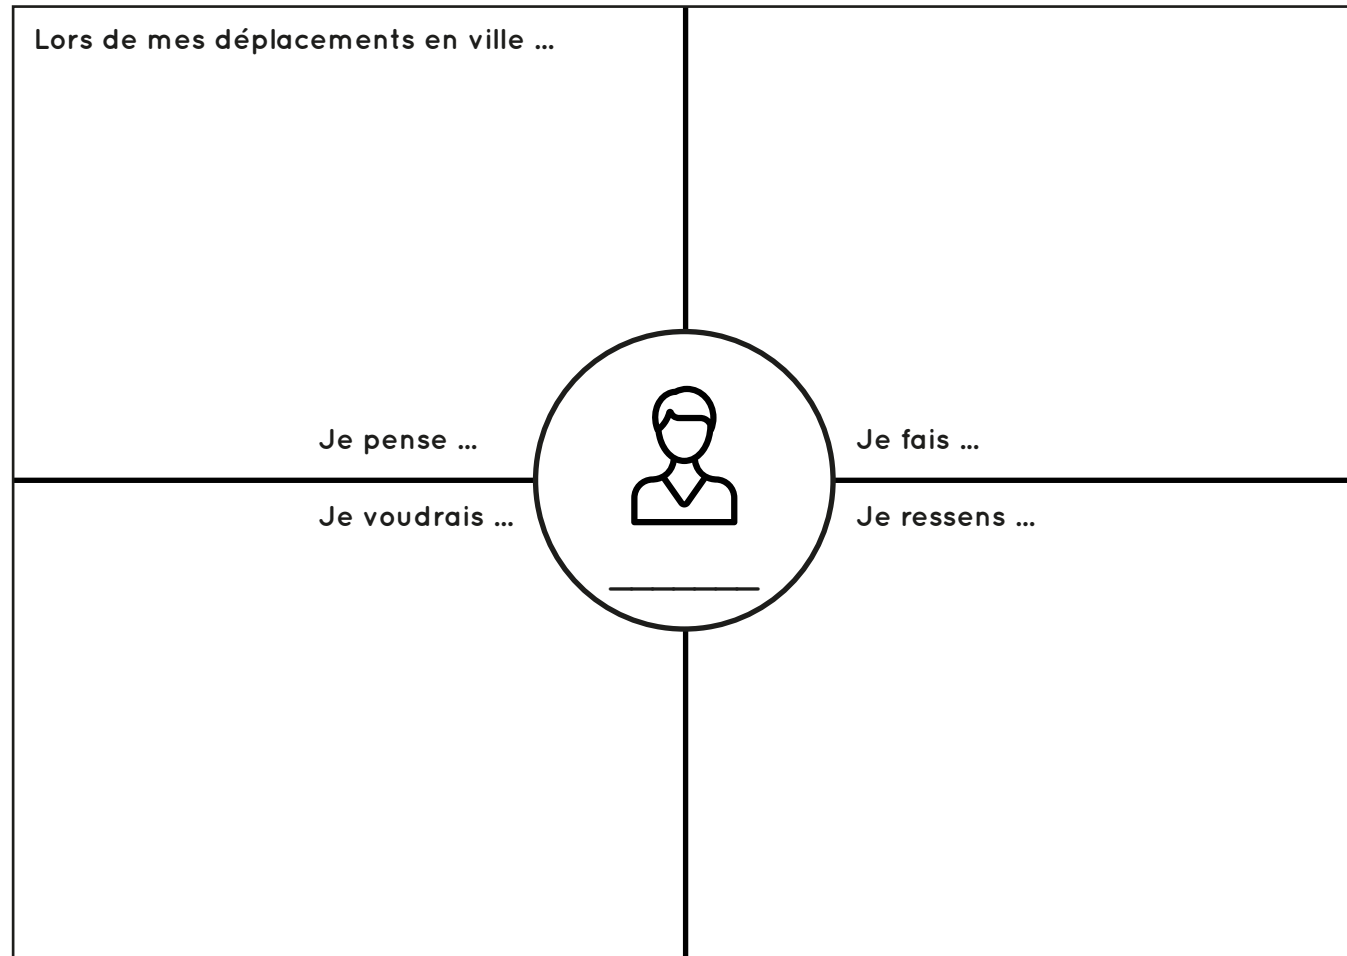 Lors de mes déplacements en ville ...
Je pense ...
Je fais ...
Je voudrais ...
Je ressens ...